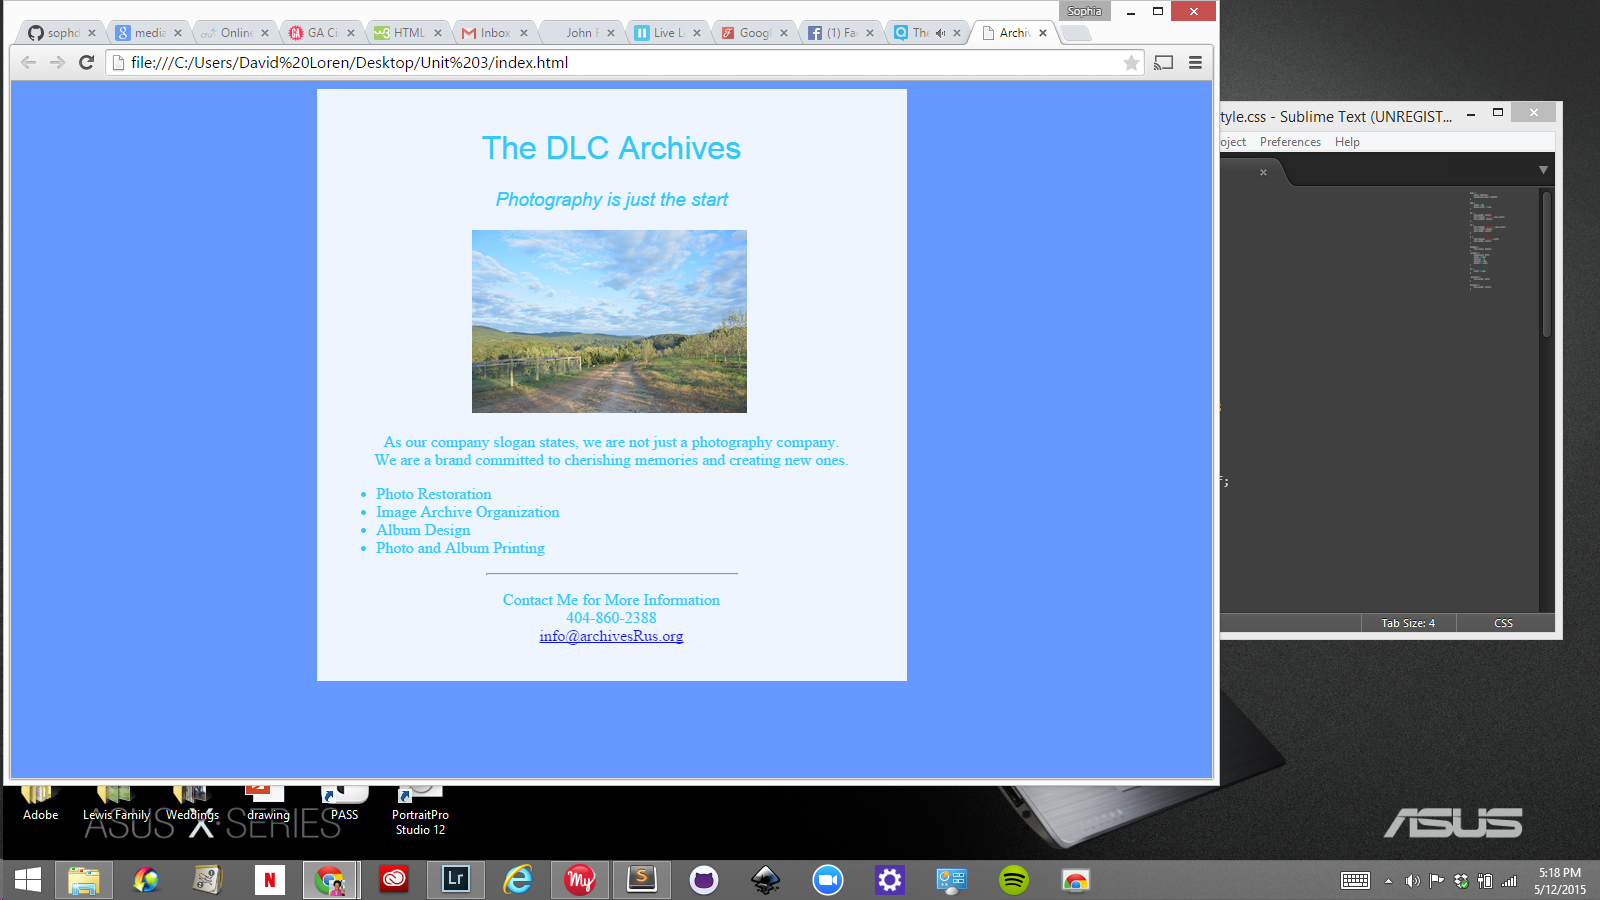 Sophia
sophd
media
Online
GA Ci
HTML
Inbox
John F
Live L
Googl
(1) Fa
The
Archiv
file:///C:/Users/David%20Loren/Desktop/Unit%203/index.html
The DLC Archives
Photography is just the start
As our company slogan states, we are not just a photography company.
We are a brand committed to cherishing memories and creating new ones.
Photo Restoration
Image Archive Organization
Album Design
Photo and Album Printing
Contact Me for More Information
404-860-2388
info@archivesRus.org
tyle.css - Sublime Text (UNREGIST...
oject Preferences Help
f;
Tab Size: 4 CSS
Adobe
Lewis Family
Weddings
drawing
PASS
PortraitPro
Studio 12
ASUS X-SERIES
ASUS
N
Lr
My
S
5:18 PM
5/12/2015